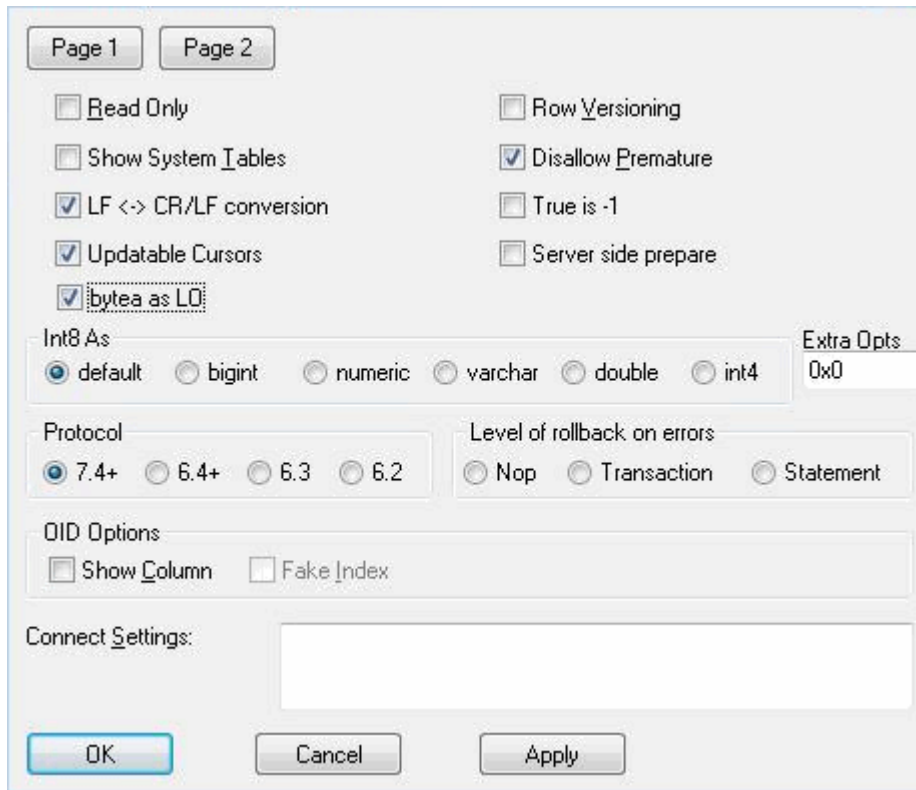 Page 1 Page 2
Read Only Row Versioning
Show System Tables Disallow Premature
LF <-> CR/LF conversion True is -1
Updatable Cursors Server side prepare
bytea as LO
Int8 As Extra Opts
default bigint numeric varchar double int4 0x0
Protocol Level of rollback on errors
7.4+ 6.4+ 6.3 6.2 Nop Transaction Statement
OID Options
Show Column Fake Index
Connect Settings:
OK Cancel Apply